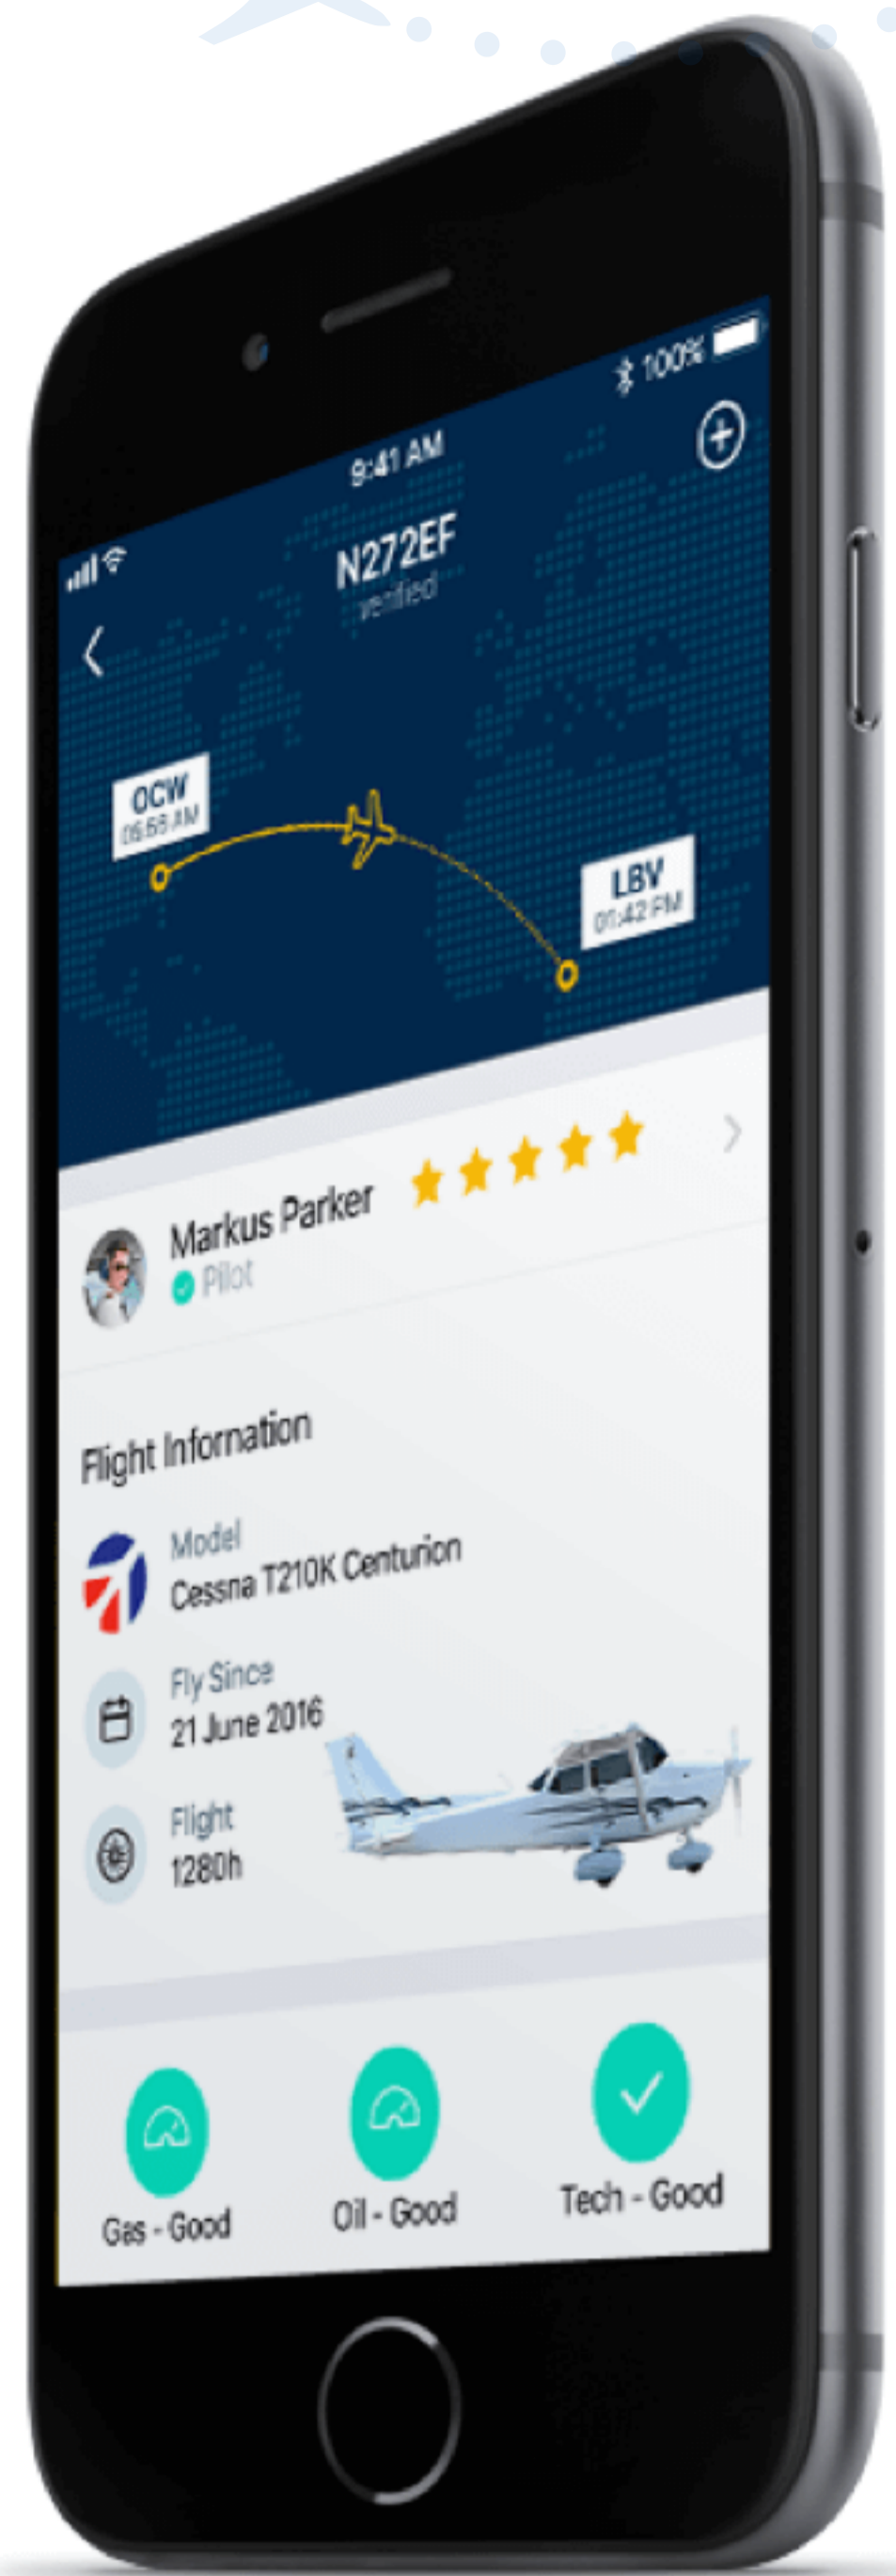 9:41 AM
100%
N272EF
verified
OCW
LBV
01:42 PM
Markus Parker
Pilot
Flight Infornation
Model
Cessna T210K Centurion
Fly Since
21 June 2016
Flight
1280h
Gas - Good
Oil - Good
Tech - Good